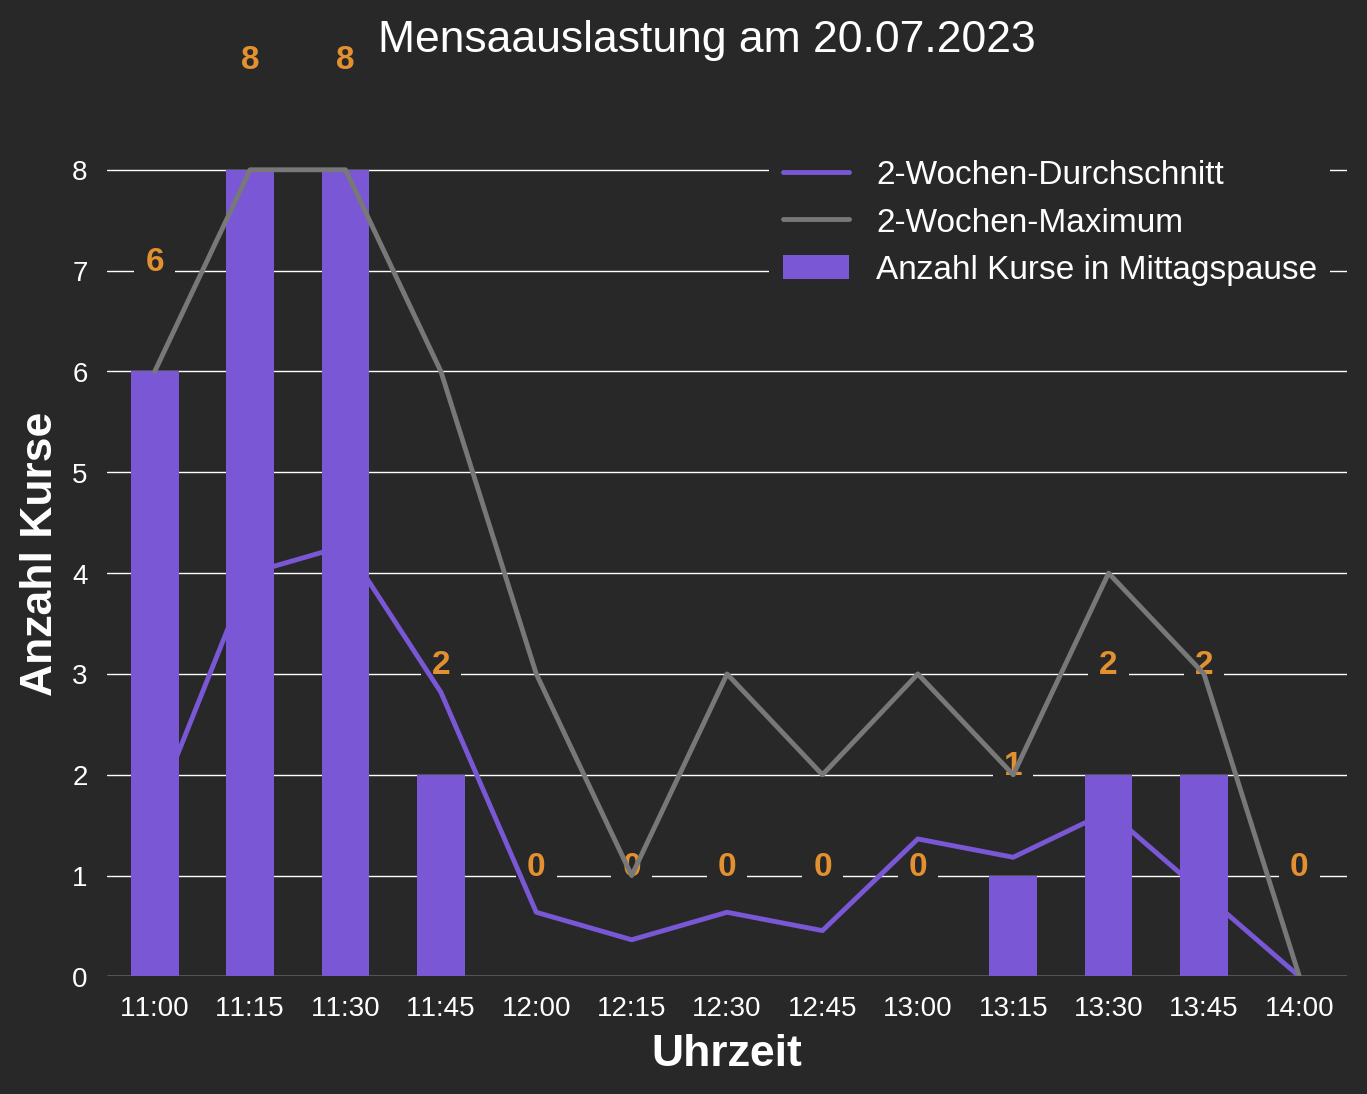 Mensaauslastung am 20.07.2023
8 8
8
2-Wochen-Durchschnitt
2-Wochen-Maximum
6
7
Anzahl Kurse in Mittagspause
6
Anzahl Kurse
5
4
3
2 2 2
2
1
1
0 0 0 0 0 0
0
11:00 11:15 11:30 11:45 12:00 12:15 12:30 12:45 13:00 13:15 13:30 13:45 14:00
Uhrzeit